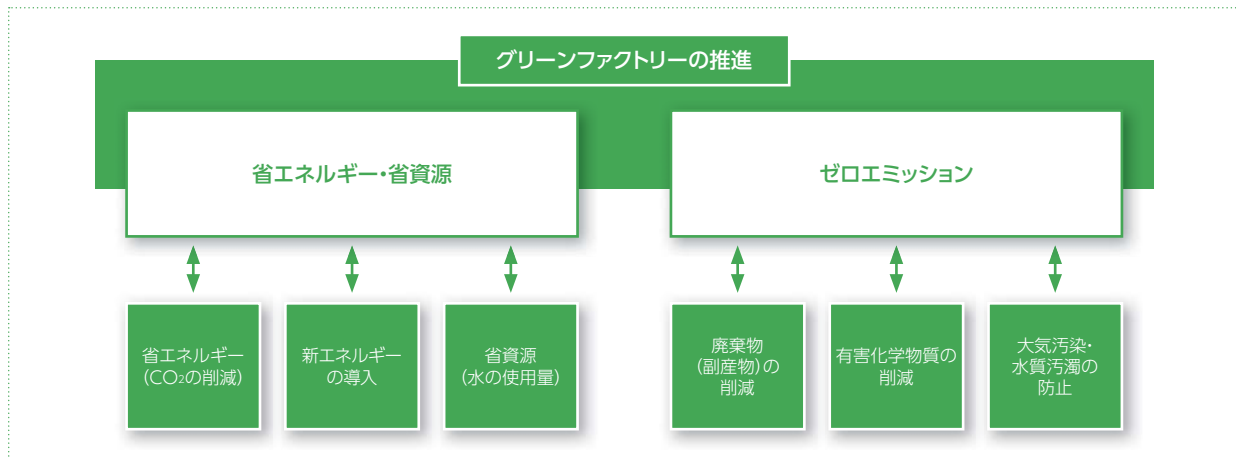 グリーンファクトリーの推進
省エネルギー・省資源
ゼロエミッション
省エネルギー
（CO₂の削減）
新エネルギー
の導入
省資源
（水の使用量）
廃棄物
（副産物）の
削減
有害化学物質の
削減
大気汚染・
水質汚濁の
防止